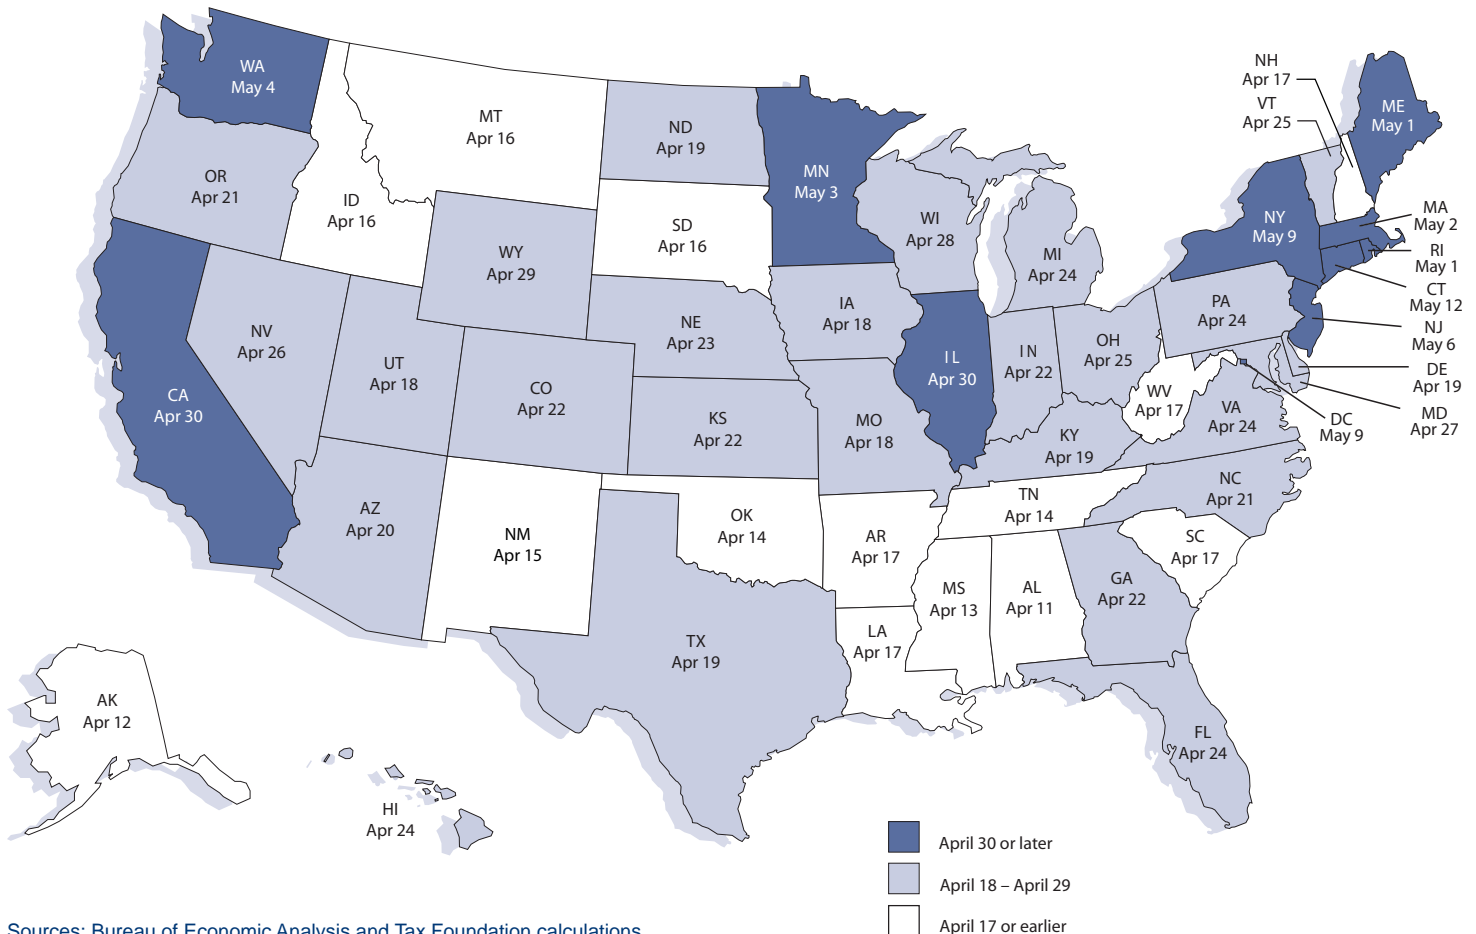 WA
May 4
OR
Apr 21
CA
Apr 30
ID
Apr 16
NV
Apr 26
MT
Apr 16
WY
Apr 29
UT
Apr 18
AZ
Apr 20
CO
Apr 22
NM
Apr 15
ND
Apr 19
SD
Apr 16
NE
Apr 23
KS
Apr 22
OK
Apr 14
TX
Apr 19
MN
May 3
IA
Apr 18
MO
Apr 18
AR
Apr 17
LA
Apr 17
WI
Apr 28
IL
Apr 30
MI
Apr 24
IN
Apr 22
OH
Apr 25
KY
Apr 19
TN
Apr 14
MS
Apr 13
AL
Apr 11
GA
Apr 22
FL
Apr 24
SC
Apr 17
NC
Apr 21
VA
Apr 24
WV
Apr 17
PA
Apr 24
NY
May 9
NH
Apr 17
VT
Apr 25
ME
May 1
MA
May 2
RI
May 1
CT
May 12
NJ
May 6
DE
Apr 19
MD
Apr 27
DC
May 9
AK
Apr 12
HI
Apr 24
April 30 or later
April 18 – April 29
April 17 or earlier
Sources: Bureau of Economic Analysis and Tax Foundation calculations